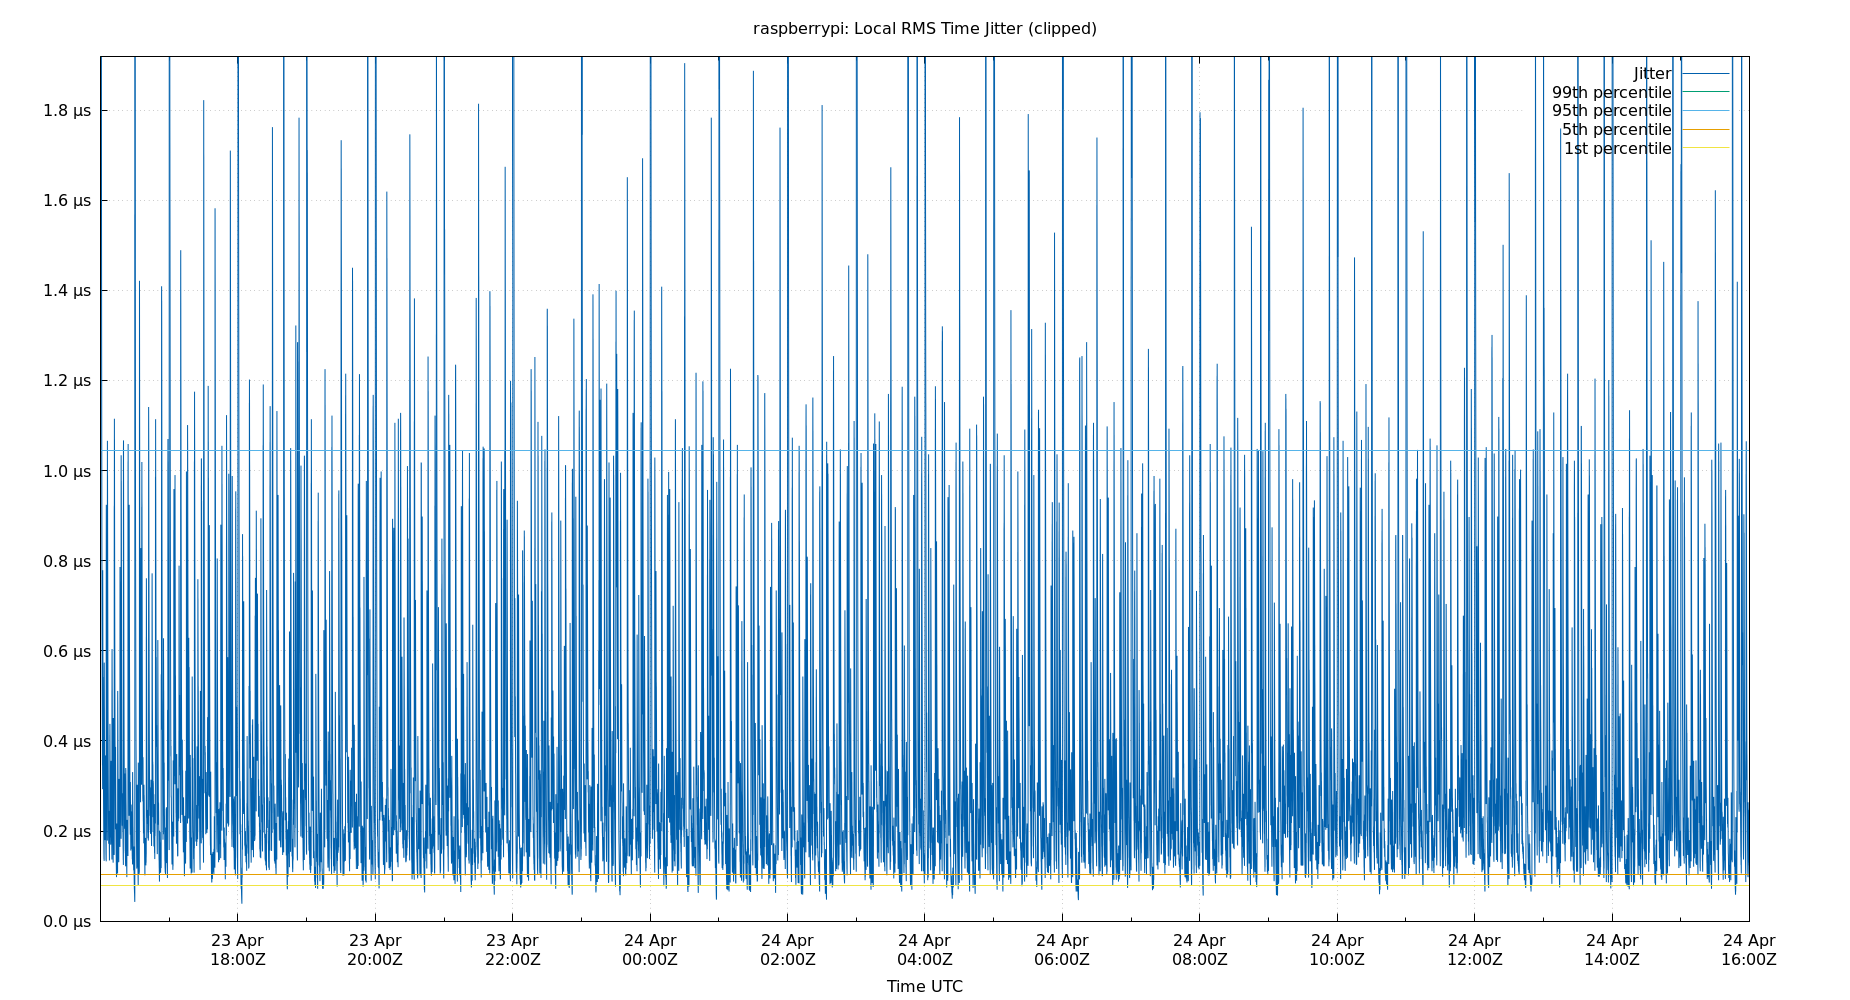 raspberrypi: Local RMS Time Jitter (clipped)
Jitter
99th percentile
95th percentile
5th percentile
1st percentile
1.8 µs
1.6 µs
1.4 µs
1.2 µs
1.0 µs
0.8 µs
0.6 µs
0.4 µs
0.2 µs
0.0 µs
23 Apr 23 Apr 23 Apr 24 Apr 24 Apr 24 Apr 24 Apr 24 Apr 24 Apr 24 Apr 24 Apr 24 Apr
18:00Z 20:00Z 22:00Z 00:00Z 02:00Z 04:00Z 06:00Z 08:00Z 10:00Z 12:00Z 14:00Z 16:00Z
Time UTC